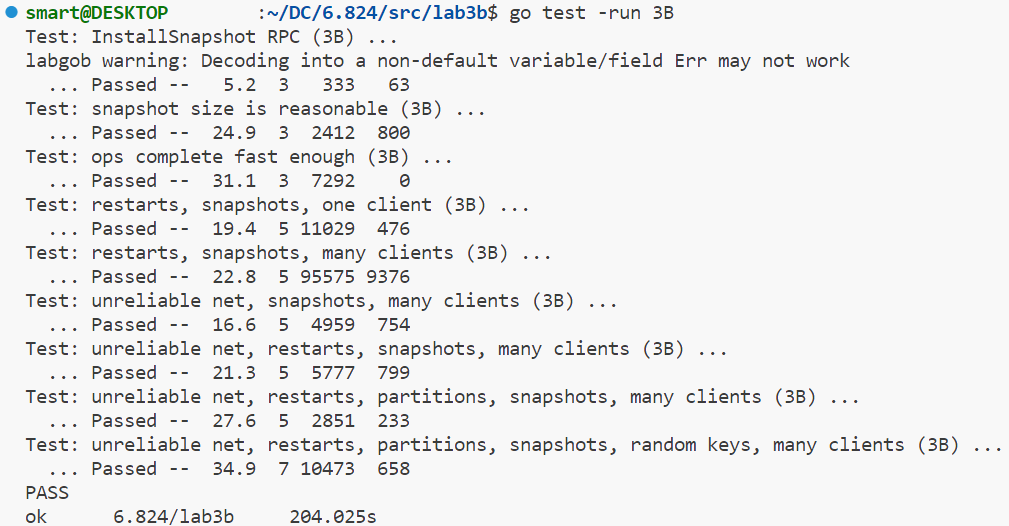 smart@DESKTOP :~/DC/6.824/src/lab3b$ go test -run 3B
Test: InstallSnapshot RPC (3B) ...
labgob warning: Decoding into a non-default variable/field Err may not work
  ... Passed --   5.2  3   333   63
Test: snapshot size is reasonable (3B) ...
  ... Passed --  24.9  3  2412  800
Test: ops complete fast enough (3B) ...
  ... Passed --  31.1  3  7292    0
Test: restarts, snapshots, one client (3B) ...
  ... Passed --  19.4  5 11029  476
Test: restarts, snapshots, many clients (3B) ...
  ... Passed --  22.8  5 95575 9376
Test: unreliable net, snapshots, many clients (3B) ...
  ... Passed --  16.6  5  4959  754
Test: unreliable net, restarts, snapshots, many clients (3B) ...
  ... Passed --  21.3  5  5777  799
Test: unreliable net, restarts, partitions, snapshots, many clients (3B) ...
  ... Passed --  27.6  5  2851  233
Test: unreliable net, restarts, partitions, snapshots, random keys, many clients (3B) ...
  ... Passed --  34.9  7 10473  658
PASS
ok      6.824/lab3b     204.025s